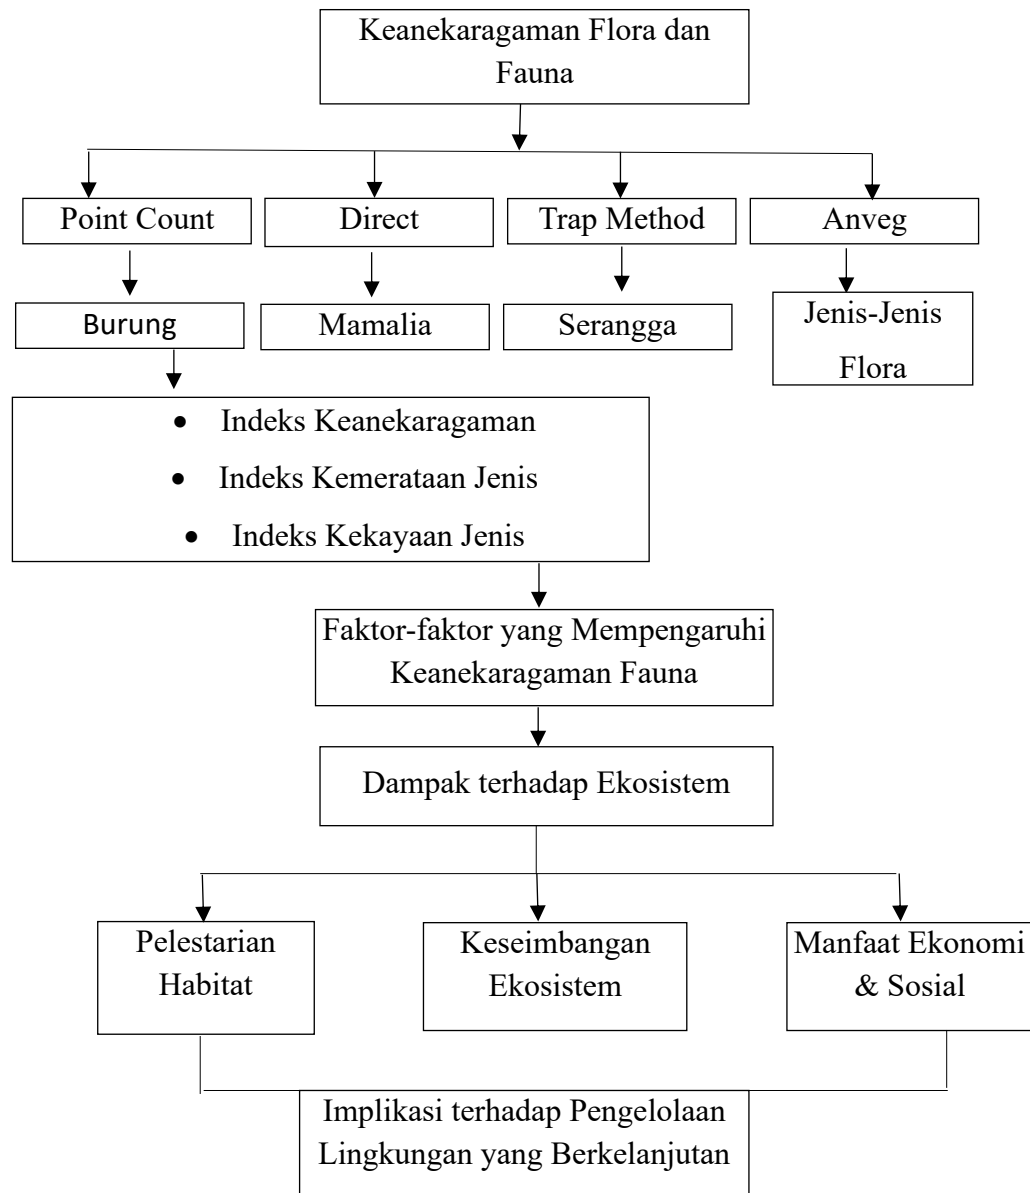 Keanekaragaman Flora dan
Fauna
Point Count
Direct
Trap Method
Anveg
Burung
Mamalia
Serangga
Jenis-Jenis
Flora
• Indeks Keanekaragaman
• Indeks Kemerataan Jenis
• Indeks Kekayaan Jenis
Faktor-faktor yang Mempengaruhi
Keanekaragaman Fauna
Dampak terhadap Ekosistem
Pelestarian
Habitat
Keseimbangan
Ekosistem
Manfaat Ekonomi
& Sosial
Implikasi terhadap Pengelolaan
Lingkungan yang Berkelanjutan